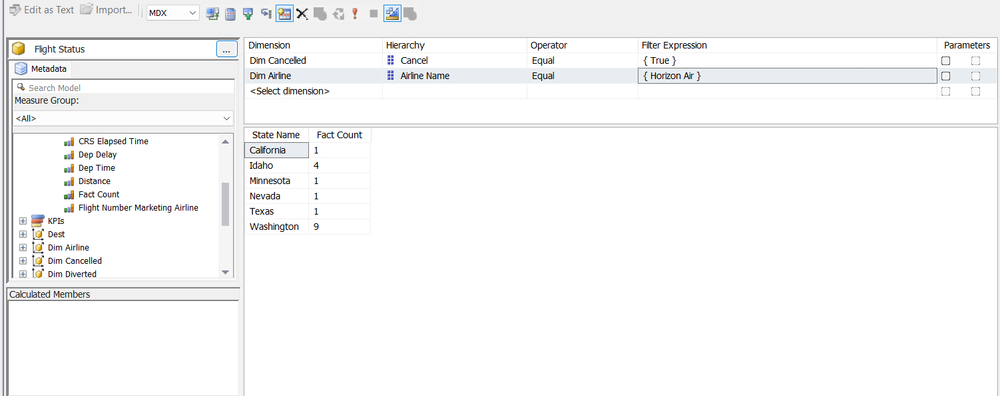 Edit as Text Import... MDX
Flight Status ...
Metadata
Search Model
Measure Group:
<All>
CRS Elapsed Time
Dep Delay
Dep Time
Distance
Fact Count
Flight Number Marketing Airline
KPIs
Dest
Dim Airline
Dim Cancelled
Dim Diverted
Calculated Members
Dimension Hierarchy Operator Filter Expression Parameters
Dim Cancelled Cancel Equal { True }
Dim Airline Airline Name Equal { Horizon Air }
<Select dimension>
State Name Fact Count
California 1
Idaho 4
Minnesota 1
Nevada 1
Texas 1
Washington 9